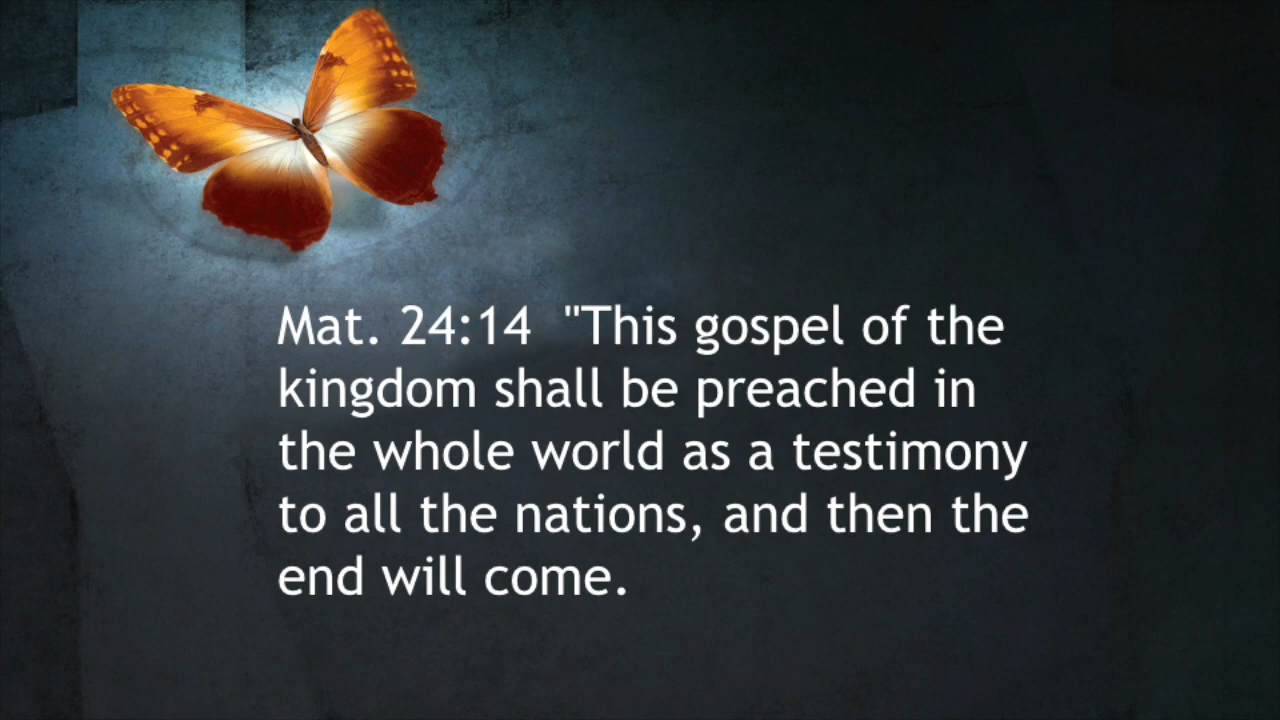 Mat. 24:14  "This gospel of the
kingdom shall be preached in
the whole world as a testimony
to all the nations, and then the
end will come.